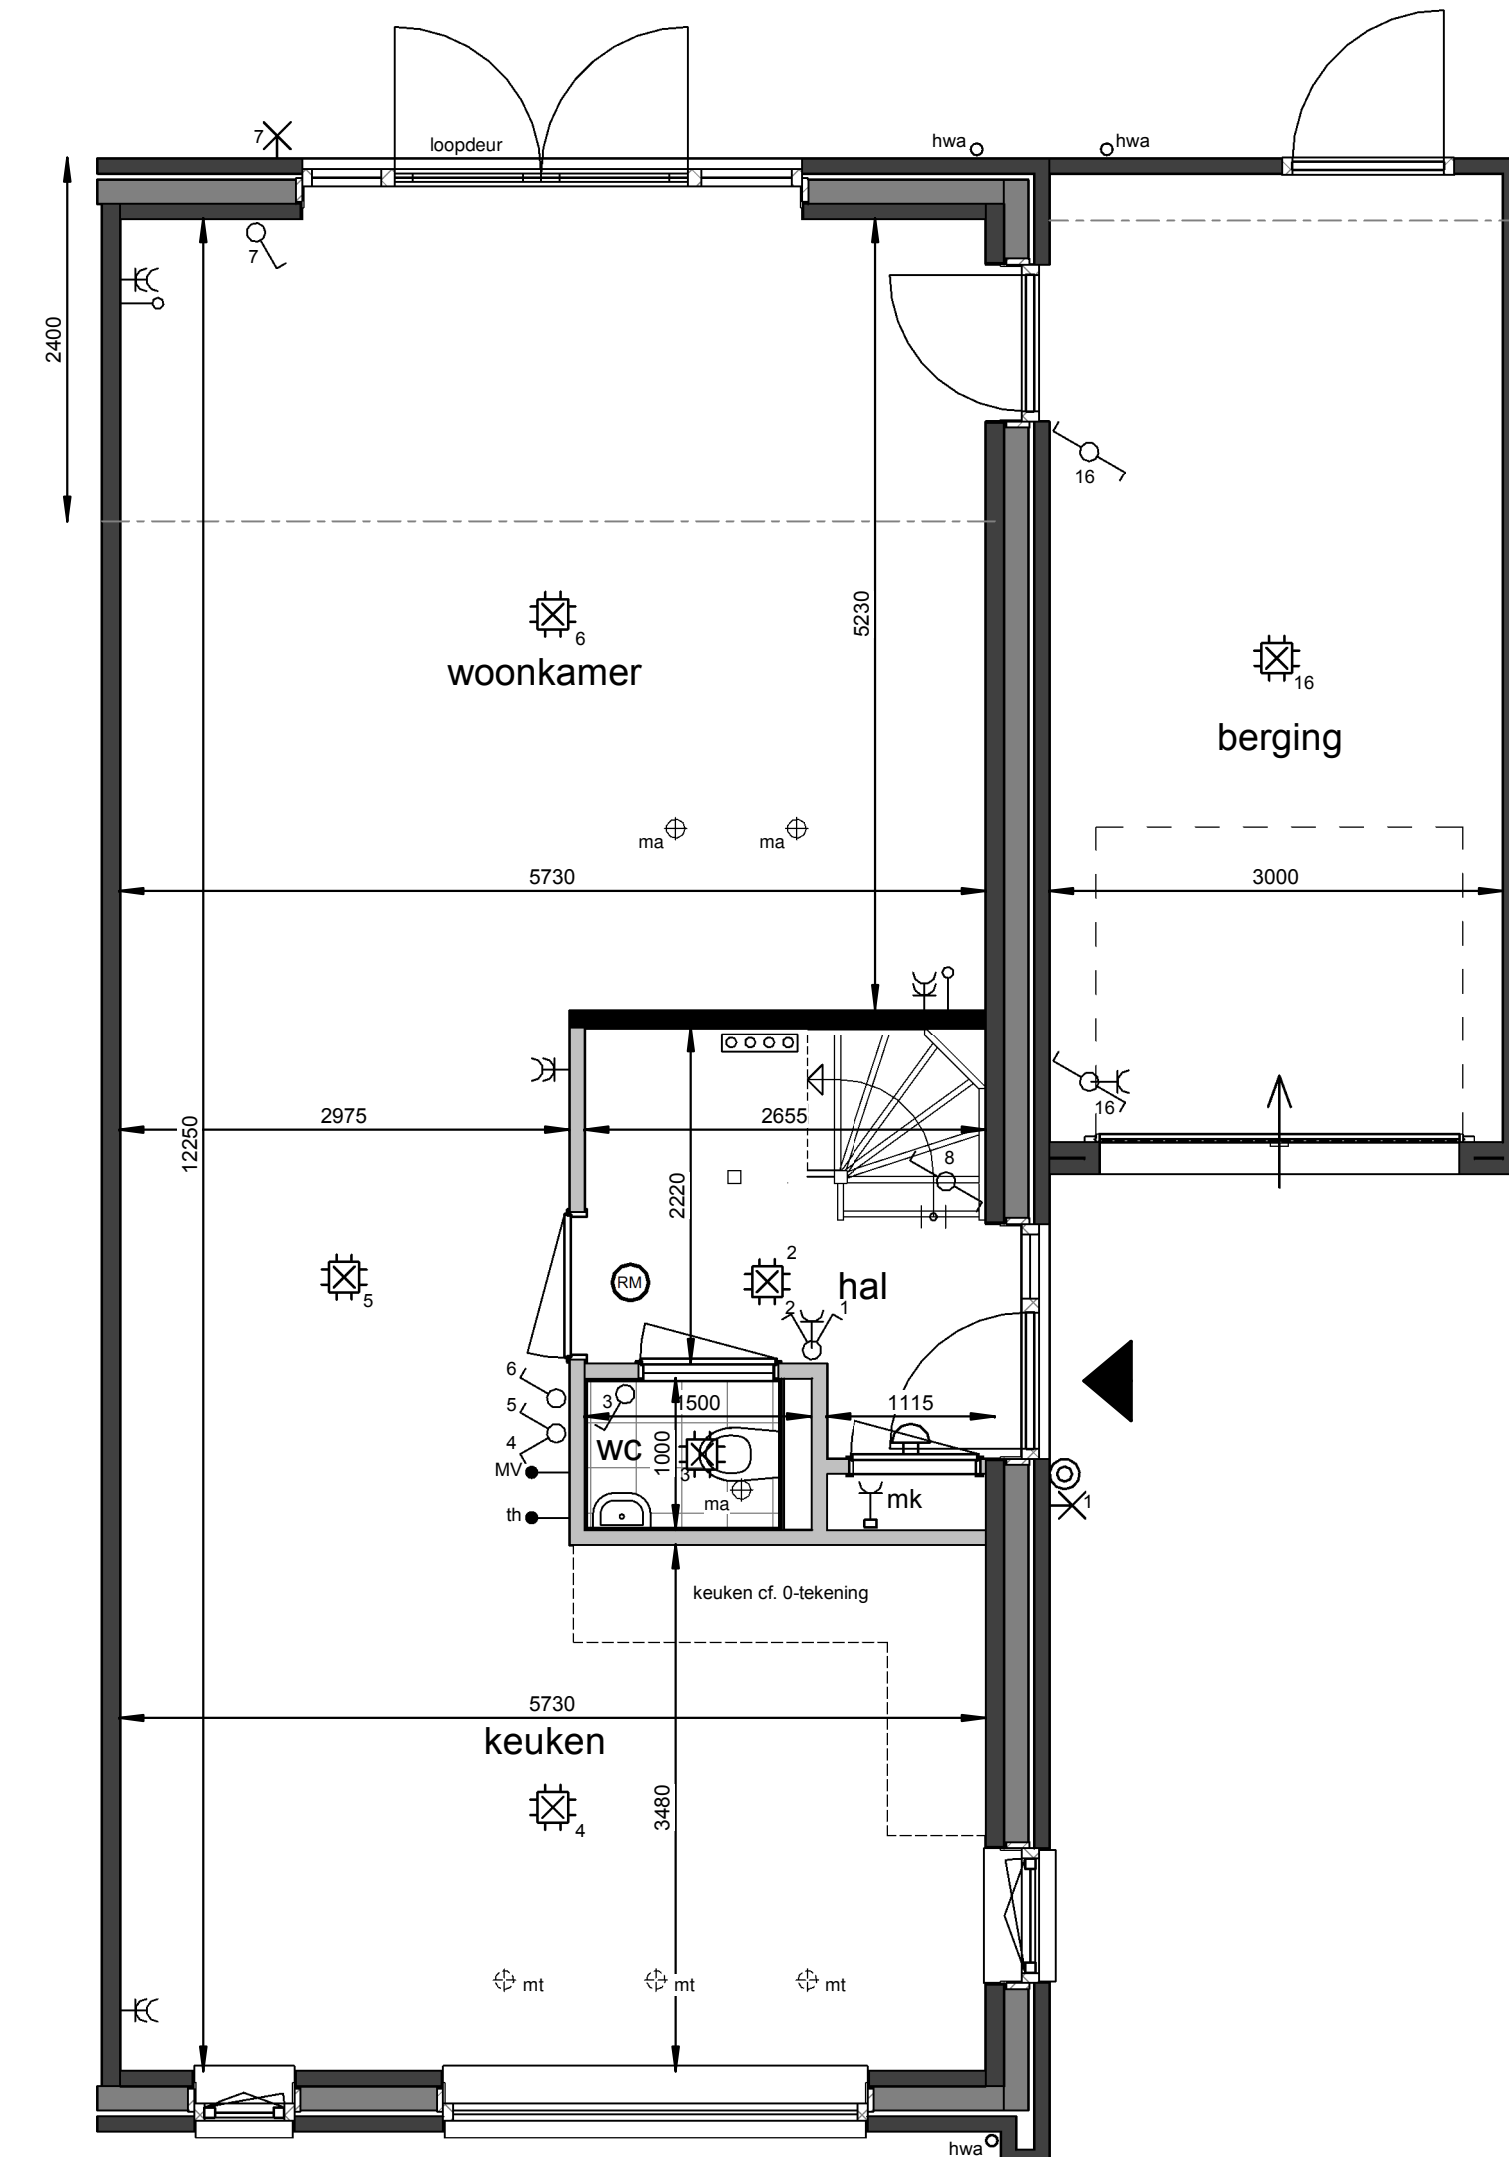 7
loopdeur
hwa
hwa
7
2400
16
5230
6
woonkamer
16
berging
ma
ma
5730
3000
2975
12250
2655
16
8
2220
2
RM
hal
5
2
1
6
3
1500
1115
5
wc
1000
4
3
MV
ma
mk
1
th
keuken cf. 0-tekening
5730
keuken
3480
4
mt
mt
mt
hwa